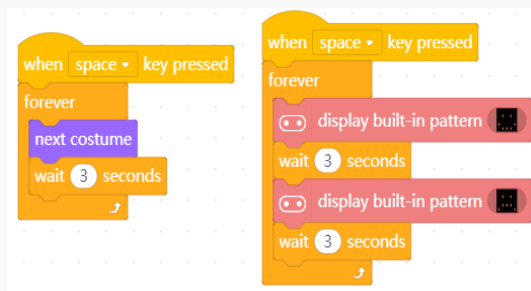 when space key pressed
forever
next costume
wait 3 seconds
when space key pressed
forever
display built-in pattern
wait 3 seconds
display built-in pattern
wait 3 seconds